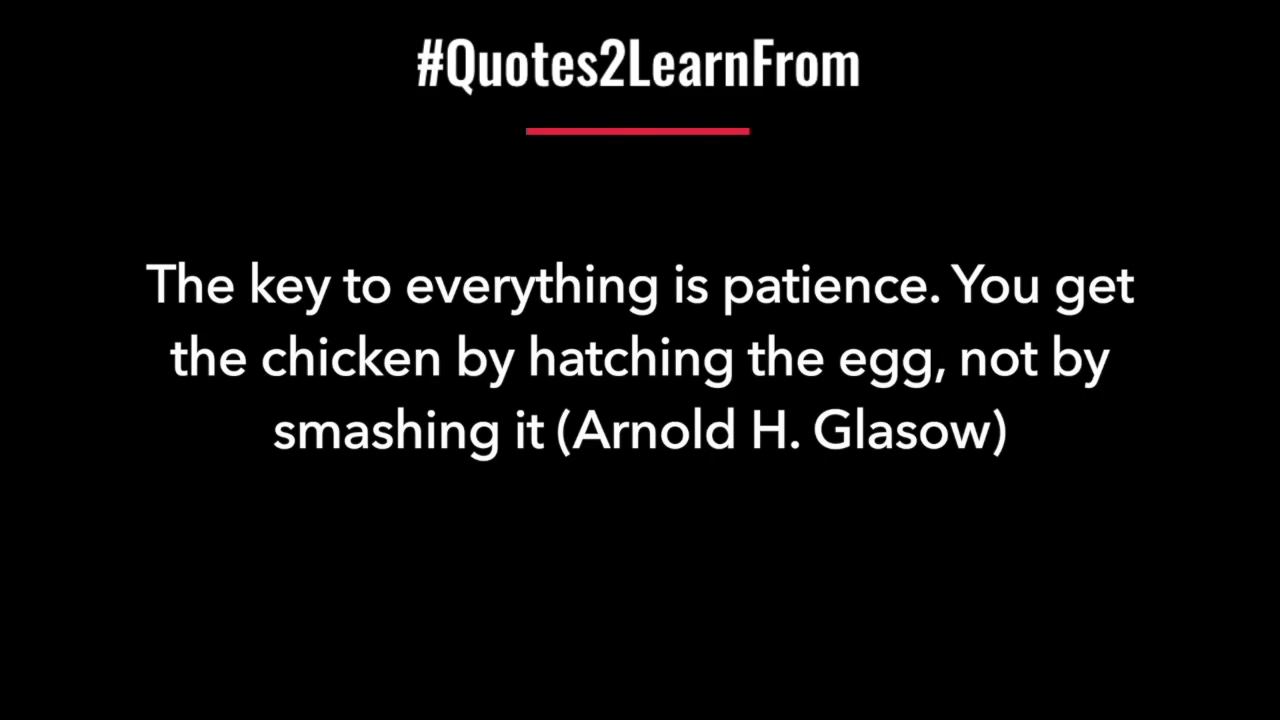 #Quotes2LearnFrom
The key to everything is patience. You get
the chicken by hatching the egg, not by
smashing it (Arnold H. Glasow)